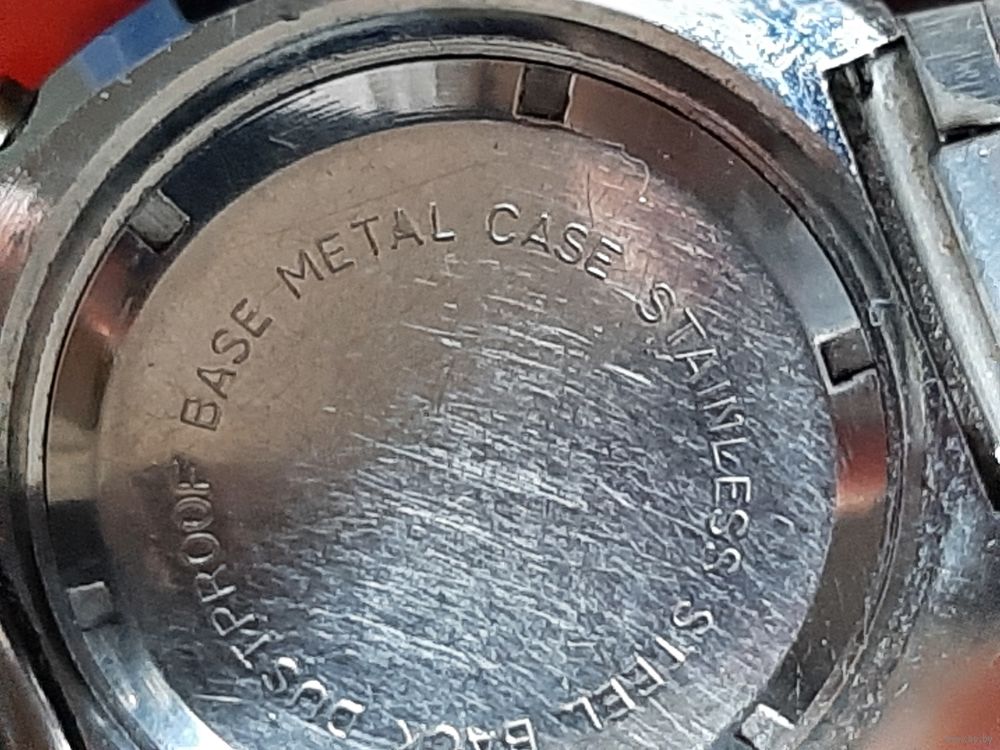 BASE METAL CASE STAINLESS STEEL BACK DUSTPROOF